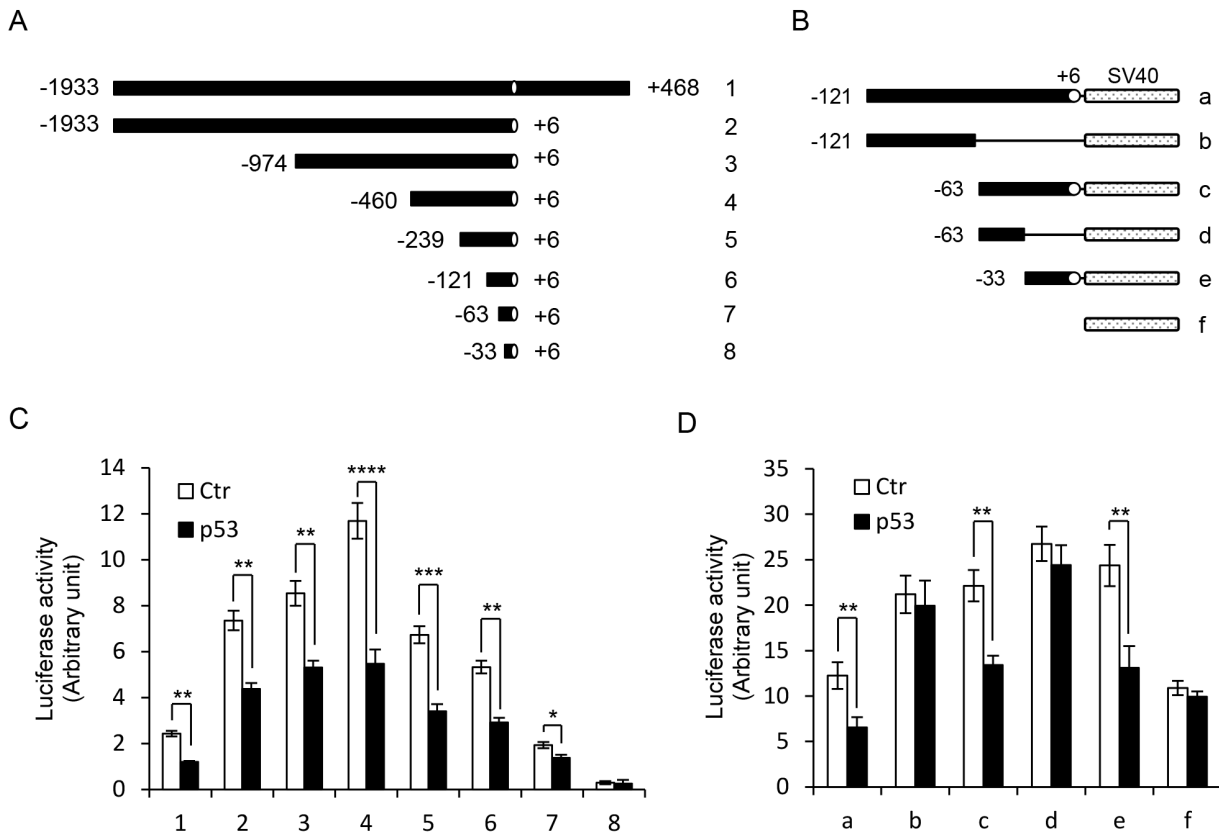 A
-1933 +468 1
-1933 +6 2
-974 +6 3
-460 +6 4
-239 +6 5
-121 +6 6
-63 +6 7
-33 +6 8
B
+6 SV40
-121 a
-121 b
-63 c
-63 d
-33 e
f
C
Luciferase activity
(Arbitrary unit)
14
12
10
8
6
4
2
0
Ctr
p53
**
**
**
****
***
**
*
1 2 3 4 5 6 7 8
D
Luciferase activity
(Arbitrary unit)
35
30
25
20
15
10
5
0
Ctr
p53
**
**
**
a b c d e f